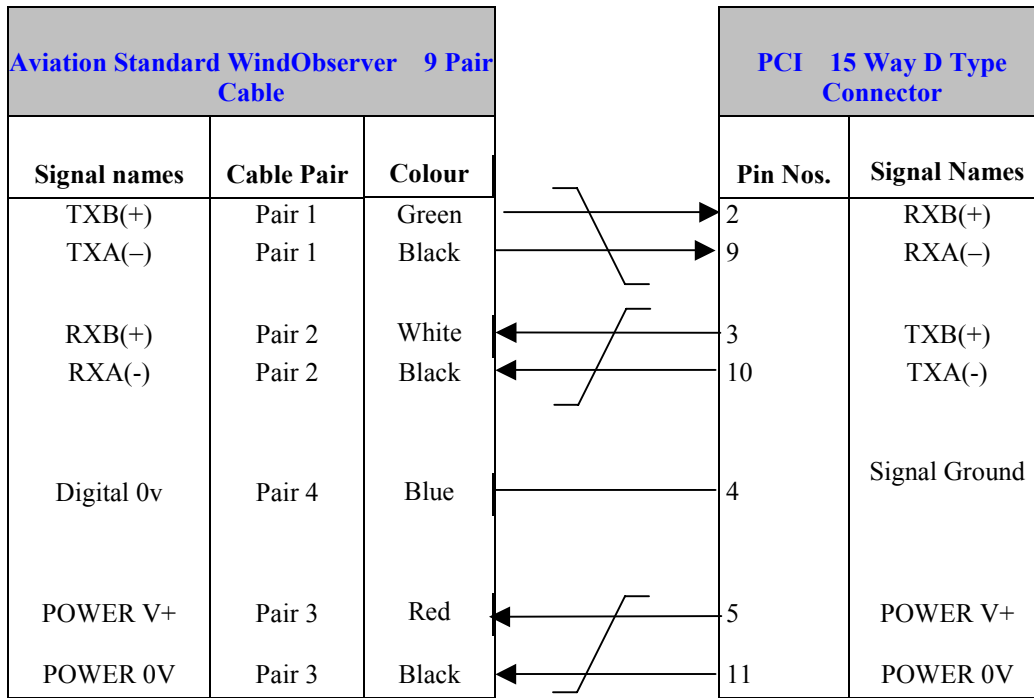 Aviation Standard WindObserver 9 Pair PCI 15 Way D Type
Cable Connector
Signal names Cable Pair Colour Pin Nos. Signal Names
TXB(+) Pair 1 Green 2 RXB(+)
TXA(–) Pair 1 Black 9 RXA(–)
RXB(+) Pair 2 White 3 TXB(+)
RXA(-) Pair 2 Black 10 TXA(-)
Digital 0v Pair 4 Blue 4 Signal Ground
POWER V+ Pair 3 Red 5 POWER V+
POWER 0V Pair 3 Black 11 POWER 0V